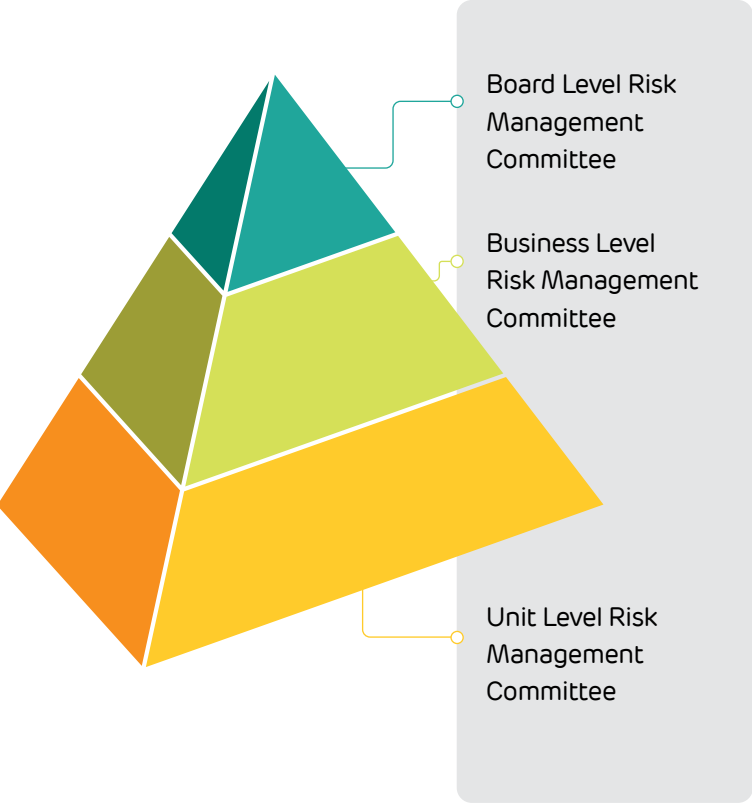 Board Level Risk
Management
Committee
Business Level
Risk Management
Committee
Unit Level Risk
Management
Committee